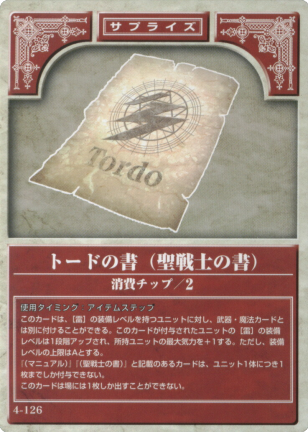 サプライズ
Tordo
トードの書（聖戦士の書）
消費チップ／2
使用タイミング　アイテムステップ
このカードは、【雷】の装備レベルを持つユニットに対し、武器・魔法カードと
は別に付けることができる。このカードが付与されたユニットの【雷】の装備
レベルは1段階アップされ、所持ユニットの最大気力を＋1する。ただし、装備
レベルの上限はAとする。
「（マニュアル）」「（聖戦士の書）」と記載のあるカードは、ユニット1体につき1
枚までしか付与できない。
このカードは場には1枚しか出すことができない。
4-126